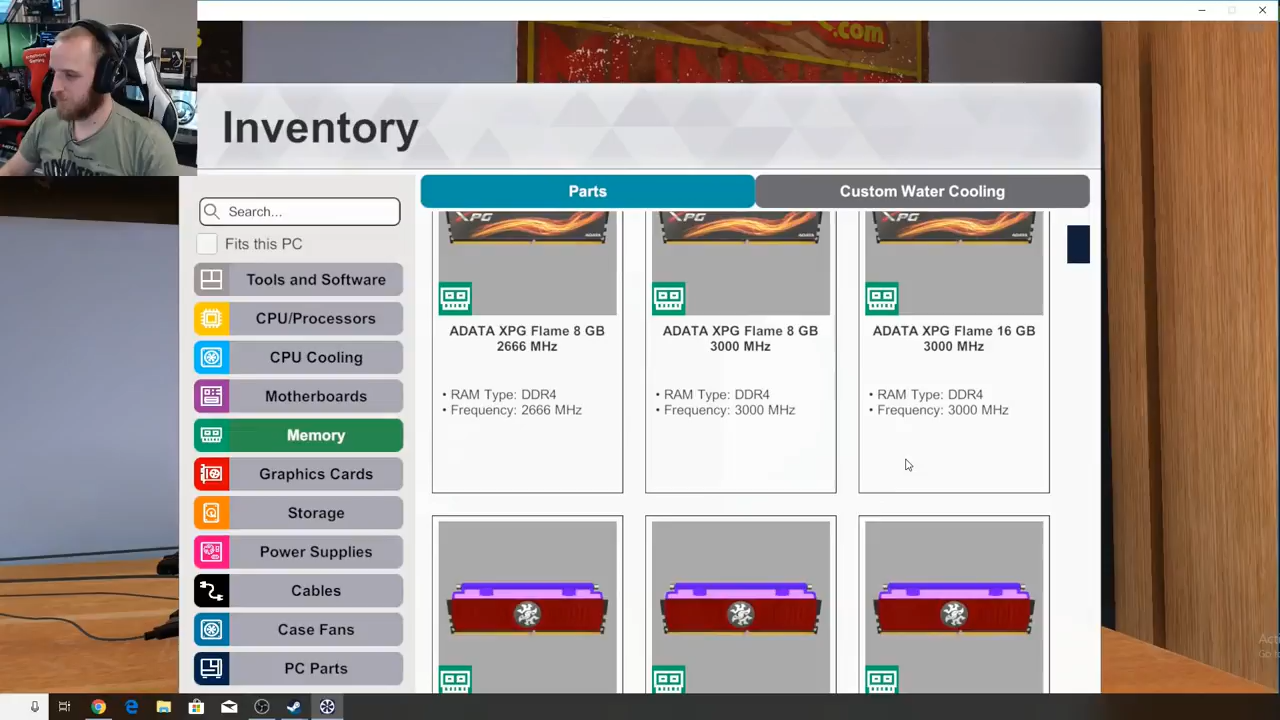 .com
Inventory
Parts
Custom Water Cooling
Search...
Fits this PC
Tools and Software
CPU/Processors
CPU Cooling
Motherboards
Memory
Graphics Cards
Storage
Power Supplies
Cables
Case Fans
PC Parts
XPG
XPG
XPG
ADATA XPG Flame 8 GB
2666 MHz
• RAM Type: DDR4
• Frequency: 2666 MHz
ADATA XPG Flame 8 GB
3000 MHz
• RAM Type: DDR4
• Frequency: 3000 MHz
ADATA XPG Flame 16 GB
3000 MHz
• RAM Type: DDR4
• Frequency: 3000 MHz